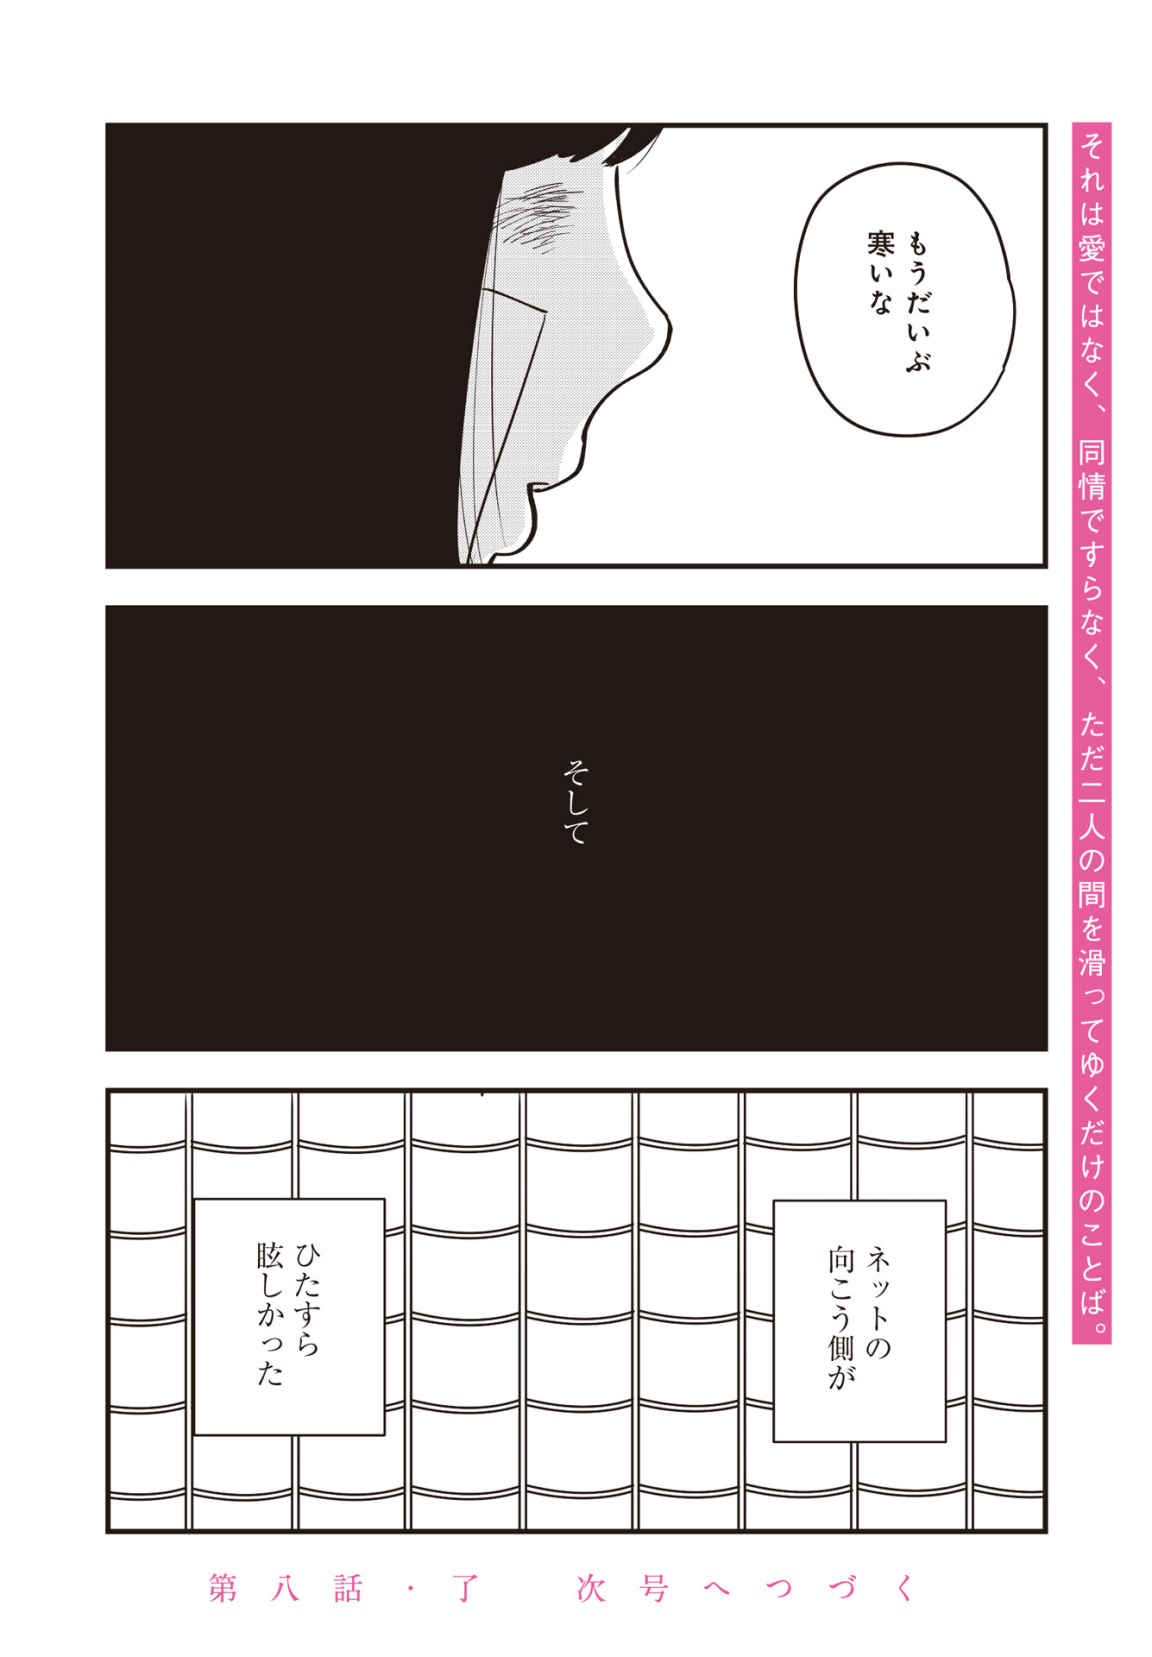 それは愛ではなく、同情ですらなく、ただ二人の間を滑ってゆくだけのことば。
もうだいぶ
寒いな
そして
ネットの
向こう側が
ひたすら
眩しかった
第八話・了　次号へつづく